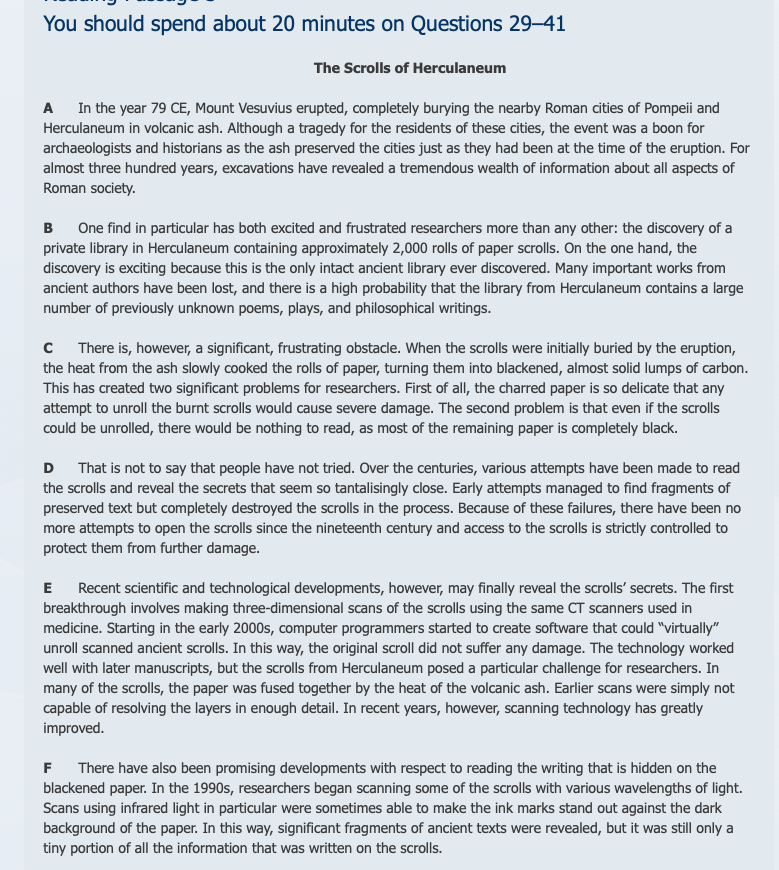 You should spend about 20 minutes on Questions 29–41
The Scrolls of Herculaneum
A In the year 79 CE, Mount Vesuvius erupted, completely burying the nearby Roman cities of Pompeii and
Herculaneum in volcanic ash. Although a tragedy for the residents of these cities, the event was a boon for
archaeologists and historians as the ash preserved the cities just as they had been at the time of the eruption. For
almost three hundred years, excavations have revealed a tremendous wealth of information about all aspects of
Roman society.
B One find in particular has both excited and frustrated researchers more than any other: the discovery of a
private library in Herculaneum containing approximately 2,000 rolls of paper scrolls. On the one hand, the
discovery is exciting because this is the only intact ancient library ever discovered. Many important works from
ancient authors have been lost, and there is a high probability that the library from Herculaneum contains a large
number of previously unknown poems, plays, and philosophical writings.
C There is, however, a significant, frustrating obstacle. When the scrolls were initially buried by the eruption,
the heat from the ash slowly cooked the rolls of paper, turning them into blackened, almost solid lumps of carbon.
This has created two significant problems for researchers. First of all, the charred paper is so delicate that any
attempt to unroll the burnt scrolls would cause severe damage. The second problem is that even if the scrolls
could be unrolled, there would be nothing to read, as most of the remaining paper is completely black.
D That is not to say that people have not tried. Over the centuries, various attempts have been made to read
the scrolls and reveal the secrets that seem so tantalisingly close. Early attempts managed to find fragments of
preserved text but completely destroyed the scrolls in the process. Because of these failures, there have been no
more attempts to open the scrolls since the nineteenth century and access to the scrolls is strictly controlled to
protect them from further damage.
E Recent scientific and technological developments, however, may finally reveal the scrolls’ secrets. The first
breakthrough involves making three-dimensional scans of the scrolls using the same CT scanners used in
medicine. Starting in the early 2000s, computer programmers started to create software that could “virtually”
unroll scanned ancient scrolls. In this way, the original scroll did not suffer any damage. The technology worked
well with later manuscripts, but the scrolls from Herculaneum posed a particular challenge for researchers. In
many of the scrolls, the paper was fused together by the heat of the volcanic ash. Earlier scans were simply not
capable of resolving the layers in enough detail. In recent years, however, scanning technology has greatly
improved.
F There have also been promising developments with respect to reading the writing that is hidden on the
blackened paper. In the 1990s, researchers began scanning some of the scrolls with various wavelengths of light.
Scans using infrared light in particular were sometimes able to make the ink marks stand out against the dark
background of the paper. In this way, significant fragments of ancient texts were revealed, but it was still only a
tiny portion of all the information that was written on the scrolls.